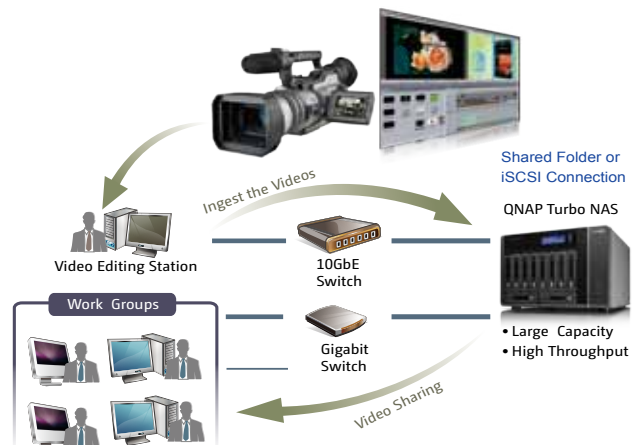 Shared Folder or
iSCSI Connection
Ingest the Videos
QNAP Turbo NAS
Video Editing Station
10GbE
Switch
Work Groups
• Large Capacity
• High Throughput
Gigabit
Switch
Video Sharing